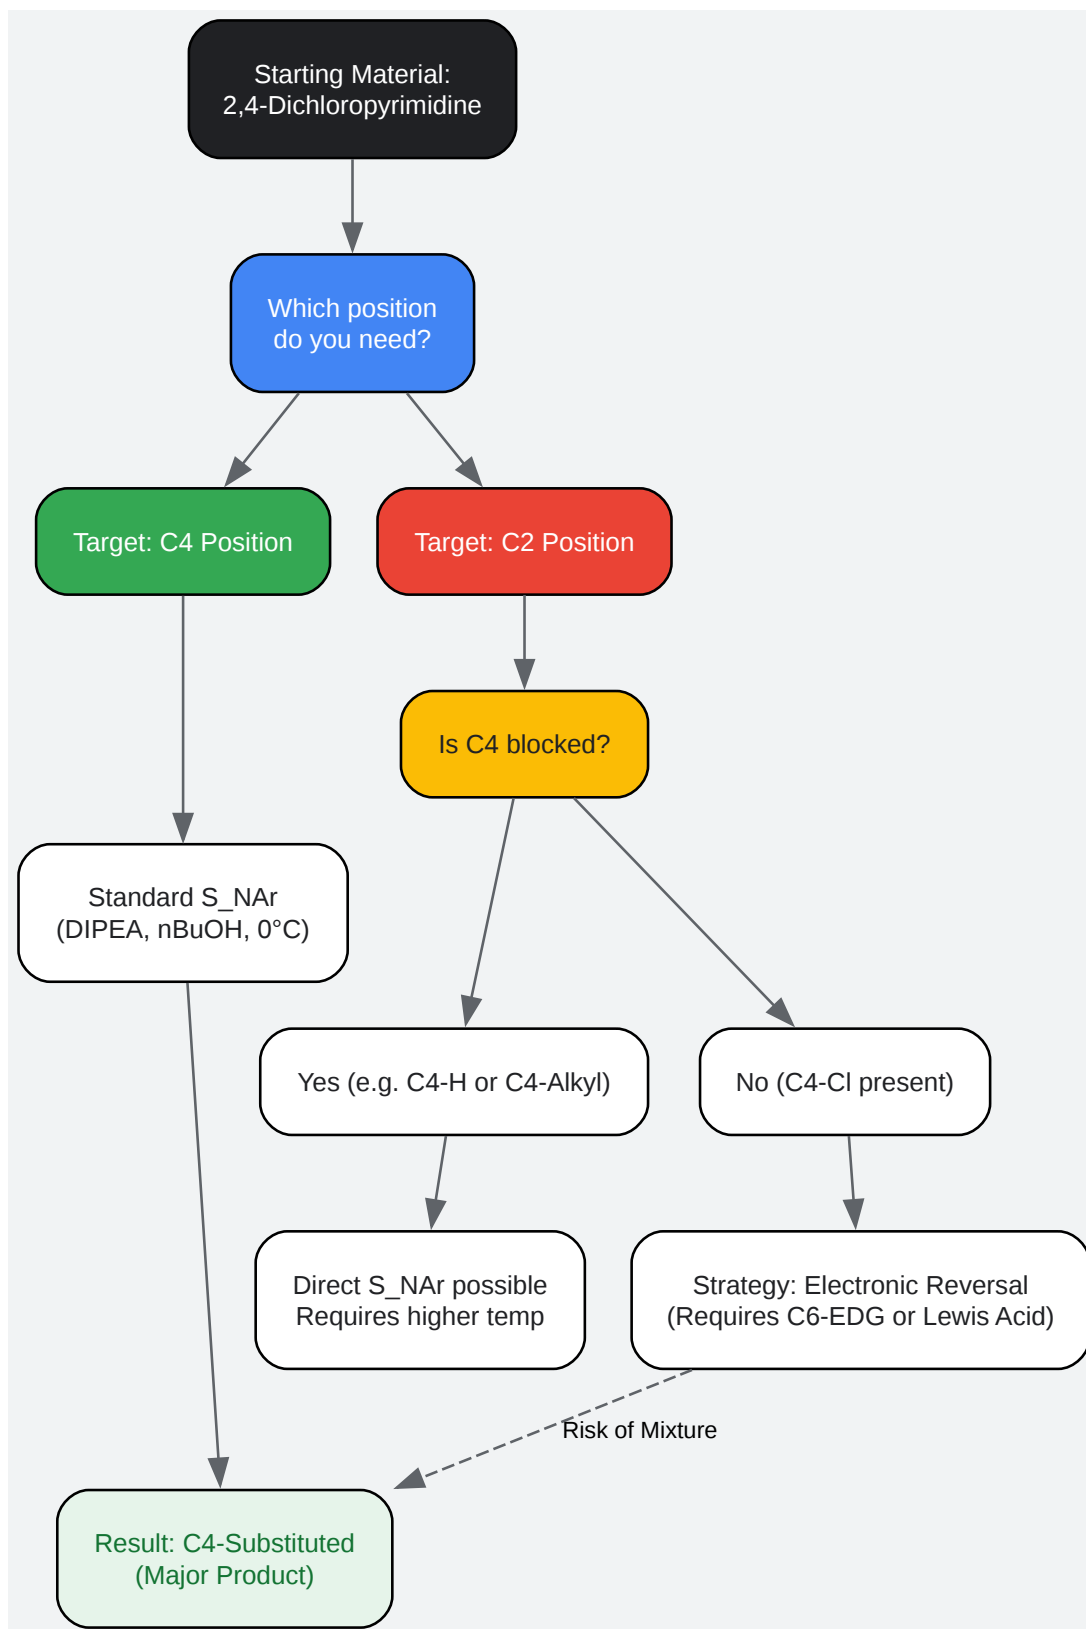 Starting Material:
2,4-Dichloropyrimidine
Which position
do you need?
Target: C4 Position
Target: C2 Position
Is C4 blocked?
Standard S_NAr
(DIPEA, nBuOH, 0°C)
Yes (e.g. C4-H or C4-Alkyl)
No (C4-Cl present)
Direct S_NAr possible
Requires higher temp
Strategy: Electronic Reversal
(Requires C6-EDG or Lewis Acid)
Risk of Mixture
Result: C4-Substituted
(Major Product)